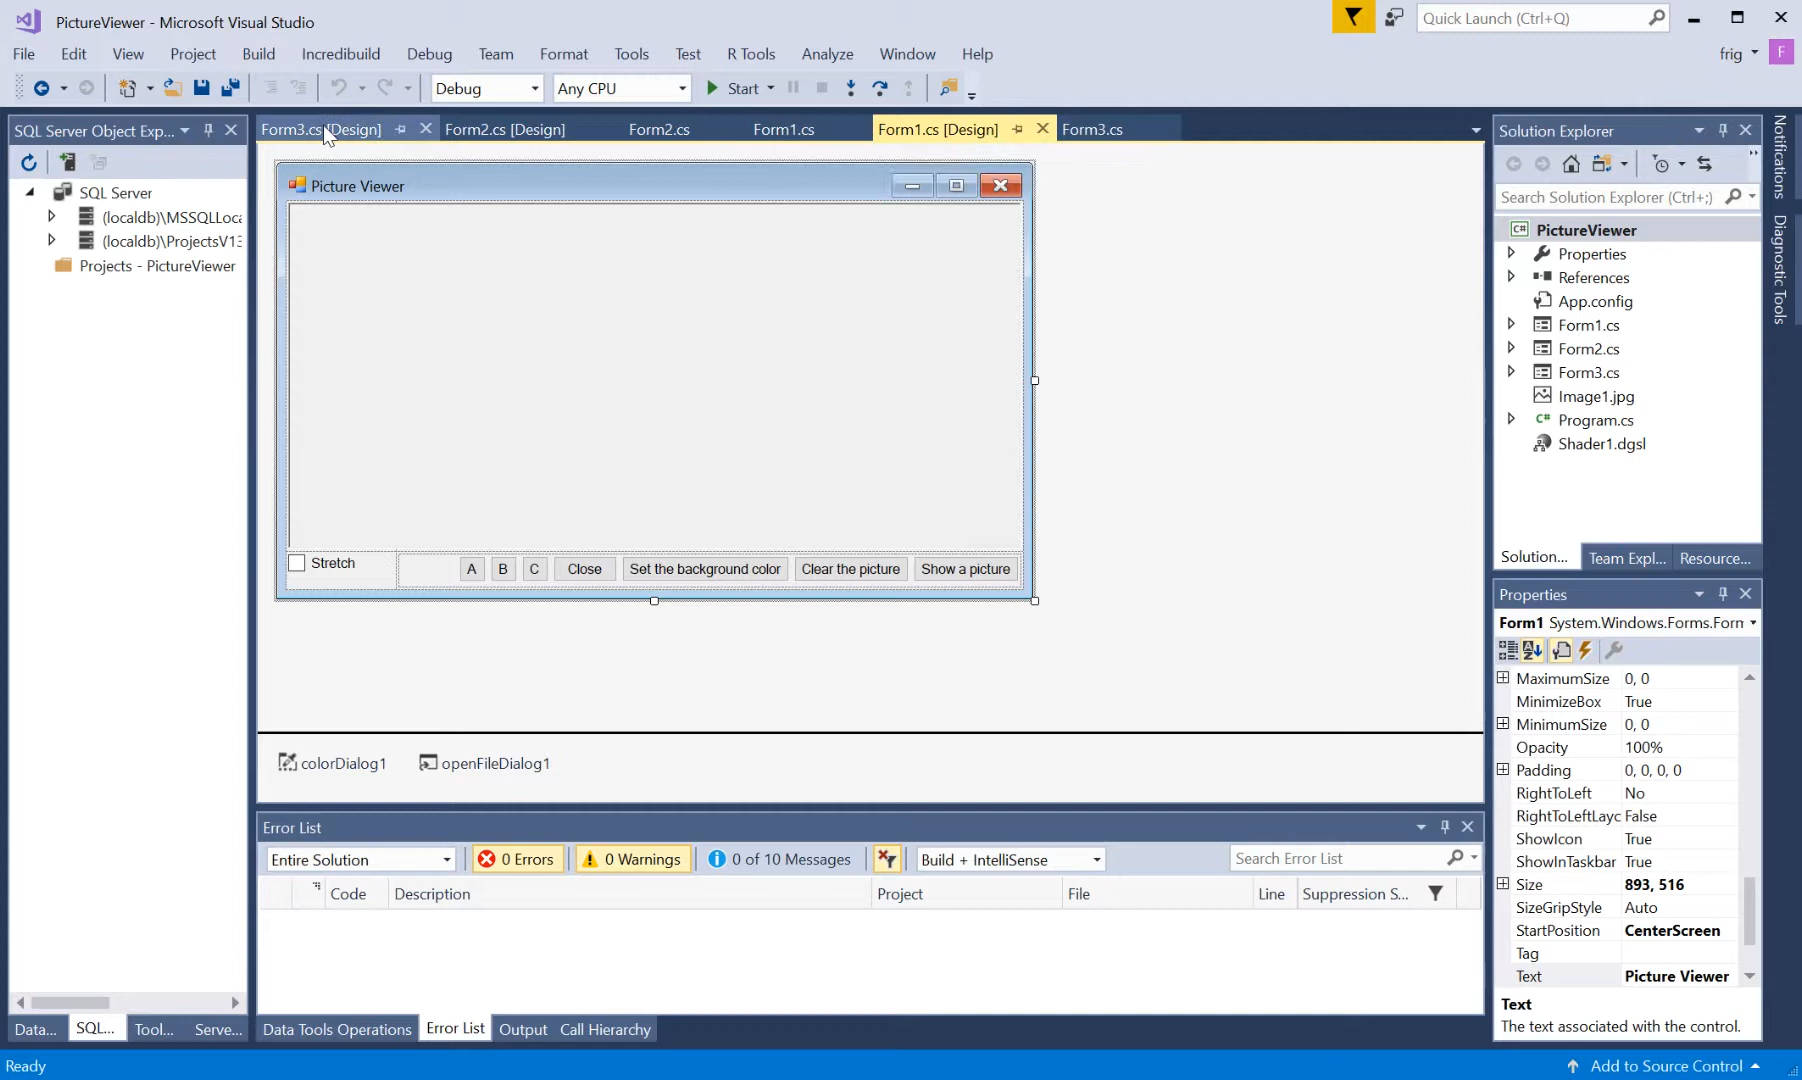 PictureViewer - Microsoft Visual Studio
Quick Launch (Ctrl+Q)
File Edit View Project Build Incredibuild Debug Team Format Tools Test R Tools Analyze Window Help
frig F
Debug Any CPU Start
SQL Server Object Exp...
Form3.cs [Design] Form2.cs [Design] Form2.cs Form1.cs Form1.cs [Design] Form3.cs
Solution Explorer
Notifications
Diagnostic Tools
SQL Server
(localdb)\MSSQLLoca
(localdb)\ProjectsV13
Projects - PictureViewer
Picture Viewer
Stretch
A B C Close Set the background color Clear the picture Show a picture
colorDialog1 openFileDialog1
Search Solution Explorer (Ctrl+;)
C# PictureViewer
Properties
References
App.config
Form1.cs
Form2.cs
Form3.cs
Image1.jpg
C# Program.cs
Shader1.dgsl
Solution... Team Expl... Resource...
Properties
Form1 System.Windows.Forms.Form
MaximumSize 0, 0
MinimizeBox True
MinimumSize 0, 0
Opacity 100%
Padding 0, 0, 0, 0
RightToLeft No
RightToLeftLayc False
ShowIcon True
ShowInTaskbar True
Size 893, 516
SizeGripStyle Auto
StartPosition CenterScreen
Tag
Text Picture Viewer
Text
The text associated with the control.
Error List
Entire Solution 0 Errors 0 Warnings 0 of 10 Messages Build + IntelliSense Search Error List
Code Description Project File Line Suppression S...
Data... SQL... Tool... Serve...
Data Tools Operations Error List Output Call Hierarchy
Ready
Add to Source Control